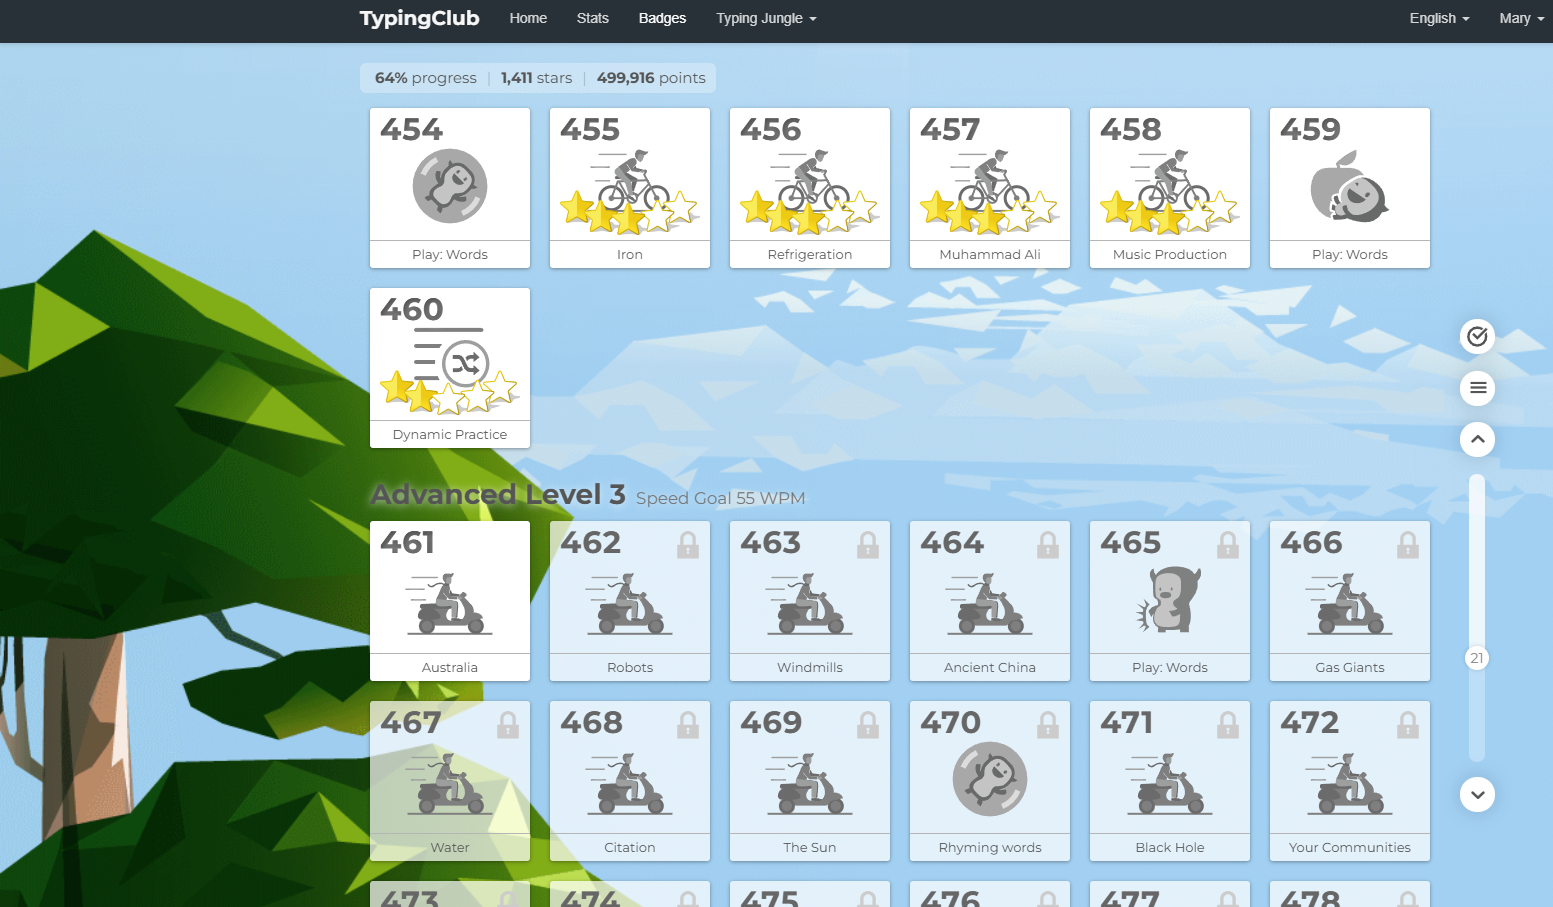 TypingClub Home Stats Badges Typing Jungle English Mary
64% progress | 1,411 stars | 499,916 points
454 455 456 457 458 459
Play: Words Iron Refrigeration Muhammad Ali Music Production Play: Words
460
Dynamic Practice
Advanced Level 3 Speed Goal 55 WPM
461 462 463 464 465 466
Australia Robots Windmills Ancient China Play: Words Gas Giants
21
467 468 469 470 471 472
Water Citation The Sun Rhyming words Black Hole Your Communities
473 474 475 476 477 478